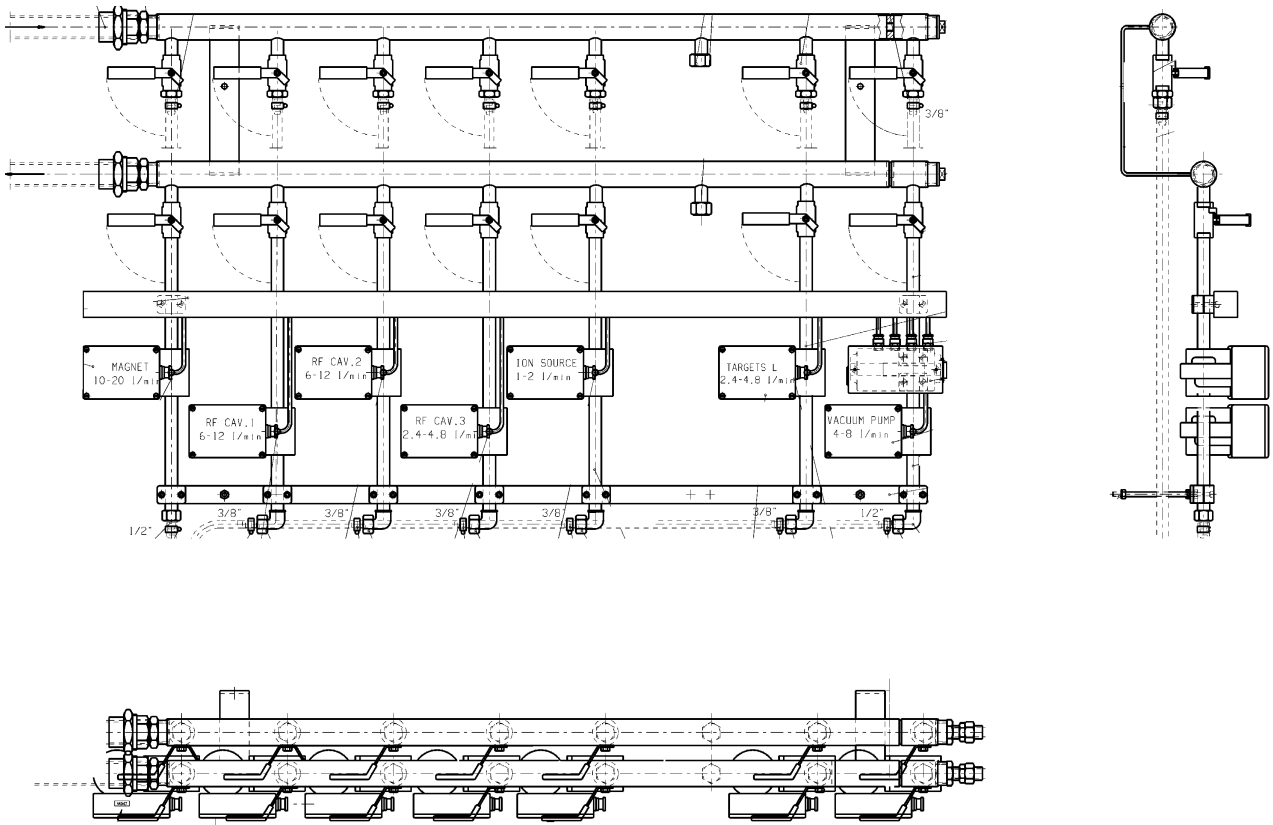 3/8"
MAGNET
10-20 l/min
RF CAV.2
6-12 l/min
ION SOURCE
1-2 l/min
TARGETS L
2.4-4.8 l/min
RF CAV.1
6-12 l/min
RF CAV.3
2.4-4.8 l/min
VACUUM PUMP
4-8 l/min
1/2"
3/8"
3/8"
3/8"
3/8"
3/8"
1/2"